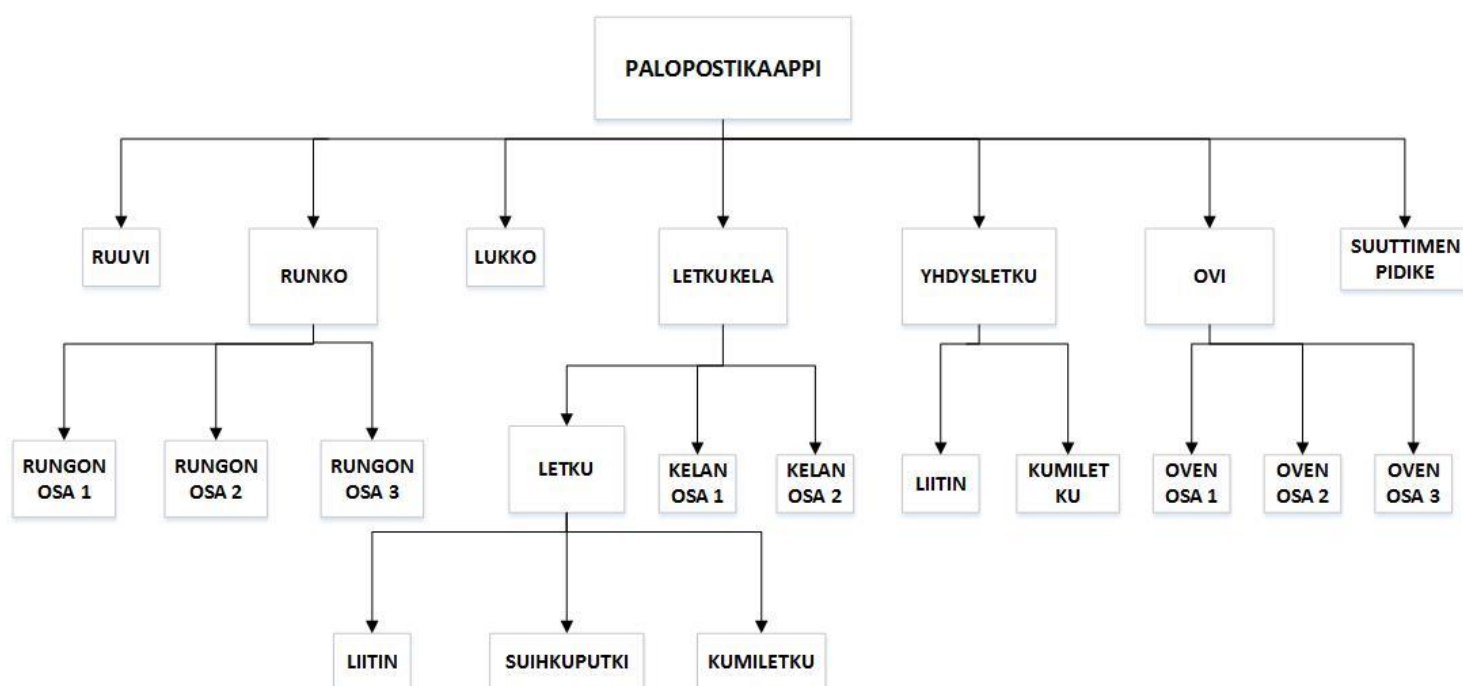 PALOPOSTIKAAPPI
RUUVI
RUNKO
LUKKO
LETKUKELA
YHDYSLETKU
OVI
SUUTTIMEN
PIDIKE
RUNGON
OSA 1
RUNGON
OSA 2
RUNGON
OSA 3
LETKU
KELAN
OSA 1
KELAN
OSA 2
LIITIN
KUMILET
KU
OVEN
OSA 1
OVEN
OSA 2
OVEN
OSA 3
LIITIN
SUIHKUPUTKI
KUMILETKU